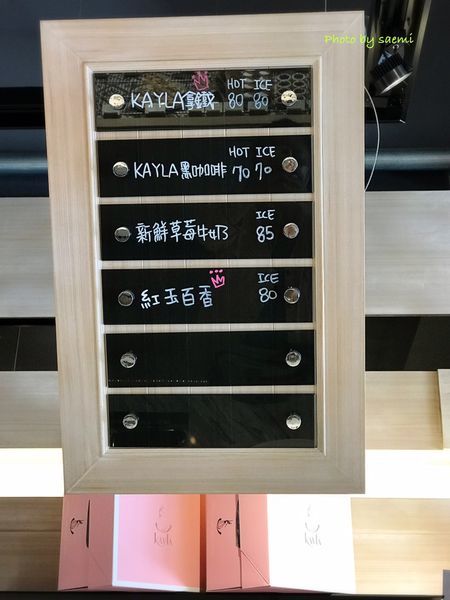 Photo by saemi
HOT ICE
KAYLA拿鐵 80 80
HOT ICE
KAYLA黑咖啡 70 70
ICE
新鮮草莓牛奶 85
ICE
紅玉百香 80
kayla
kayla